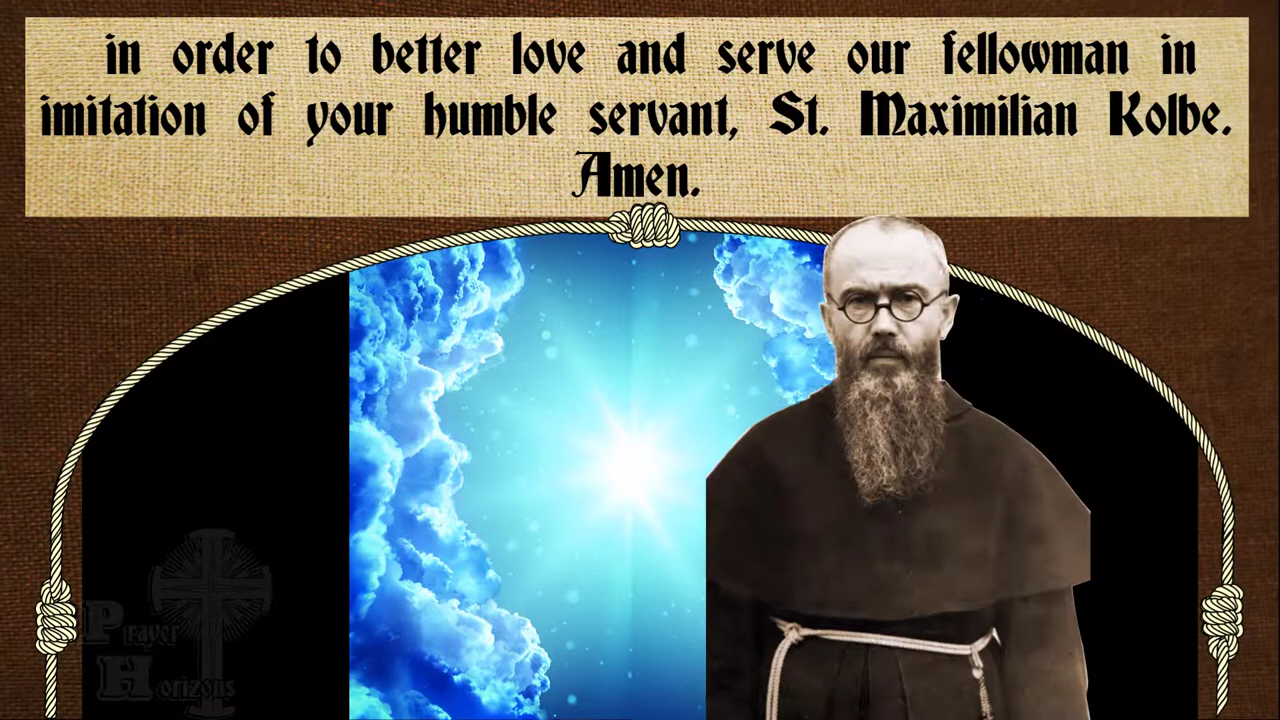 in order to better love and serve our fellowman in
imitation of your humble servant, St. Maximilian Kolbe.
Amen.
Prayer
Horizons